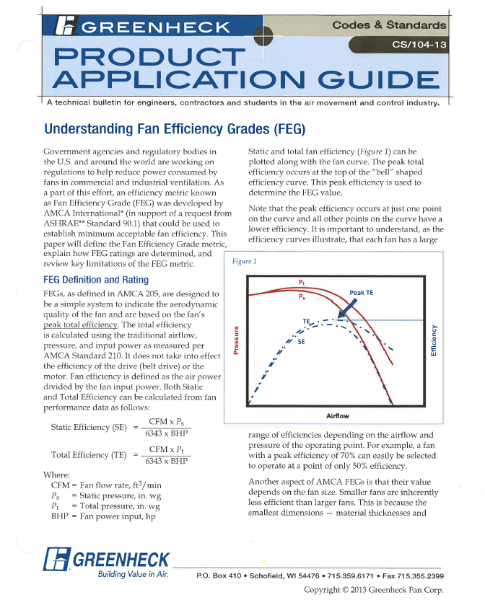 GREENHECK
Codes & Standards
CS/104-13
PRODUCT
APPLICATION GUIDE
A technical bulletin for engineers, contractors and students in the air movement and control industry.
Understanding Fan Efficiency Grades (FEG)
Government agencies and regulatory bodies in
the U.S. and around the world are working on
regulations to help reduce power consumed by
fans in commercial and industrial ventilation. As
a part of this effort, an efficiency metric known
as Fan Efficiency Grade (FEG) was developed by
AMCA International* (in support of a request from
ASHRAE** Standard 90.1) that could be used to
establish minimum acceptable fan efficiency. This
paper will define the Fan Efficiency Grade metric,
explain how FEG ratings are determined, and
review key limitations of the FEG metric.
FEG Definition and Rating
FEGs, as defined in AMCA 205, are designed to
be a simple system to indicate the aerodynamic
quality of the fan and are based on the fan's
peak total efficiency. The total efficiency
is calculated using the traditional airflow,
pressure, and input power as measured per
AMCA Standard 210. It does not take into effect
the efficiency of the drive (belt drive) or the
motor. Fan efficiency is defined as the air power
divided by the fan input power. Both Static
and Total Efficiency can be calculated from fan
performance data as follows:
Static Efficiency (SE) = CFM x Ps
6343 x BHP
Total Efficiency (TE) = CFM x Pt
6343 x BHP
Where:
CFM = Fan flow rate, ft³/min
Ps = Static pressure, in. wg
Pt = Total pressure, in. wg
BHP = Fan power input, hp
Static and total fan efficiency (Figure 1) can be
plotted along with the fan curve. The peak total
efficiency occurs at the top of the "bell" shaped
efficiency curve. This peak efficiency is used to
determine the FEG value.
Note that the peak efficiency occurs at just one point
on the curve and all other points on the curve have a
lower efficiency. It is important to understand, as the
efficiency curves illustrate, that each fan has a large
Figure 1
Pt
Ps
Peak TE
TE
SE
Pressure
Efficiency
Airflow
range of efficiencies depending on the airflow and
pressure of the operating point. For example, a fan
with a peak efficiency of 70% can easily be selected
to operate at a point of only 50% efficiency.
Another aspect of AMCA FEGs is that their value
depends on the fan size. Smaller fans are inherently
less efficient than larger fans. This is because the
smallest dimensions — material thicknesses and
GREENHECK
Building Value in Air.
P.O. Box 410 • Schofield, WI 54476 • 715.359.6171 • Fax 715.355.2399
Copyright © 2013 Greenheck Fan Corp.